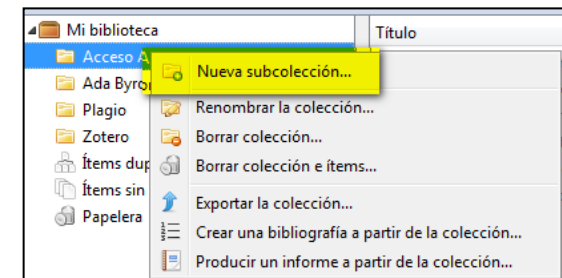 Mi biblioteca
Título
Acceso A
Nueva subcolección...
Ada Byron
Renombrar la colección...
Plagio
Borrar colección...
Zotero
Borrar colección e ítems...
Ítems dup
Ítems sin
Exportar la colección...
Papelera
Crear una bibliografía a partir de la colección...
Producir un informe a partir de la colección...